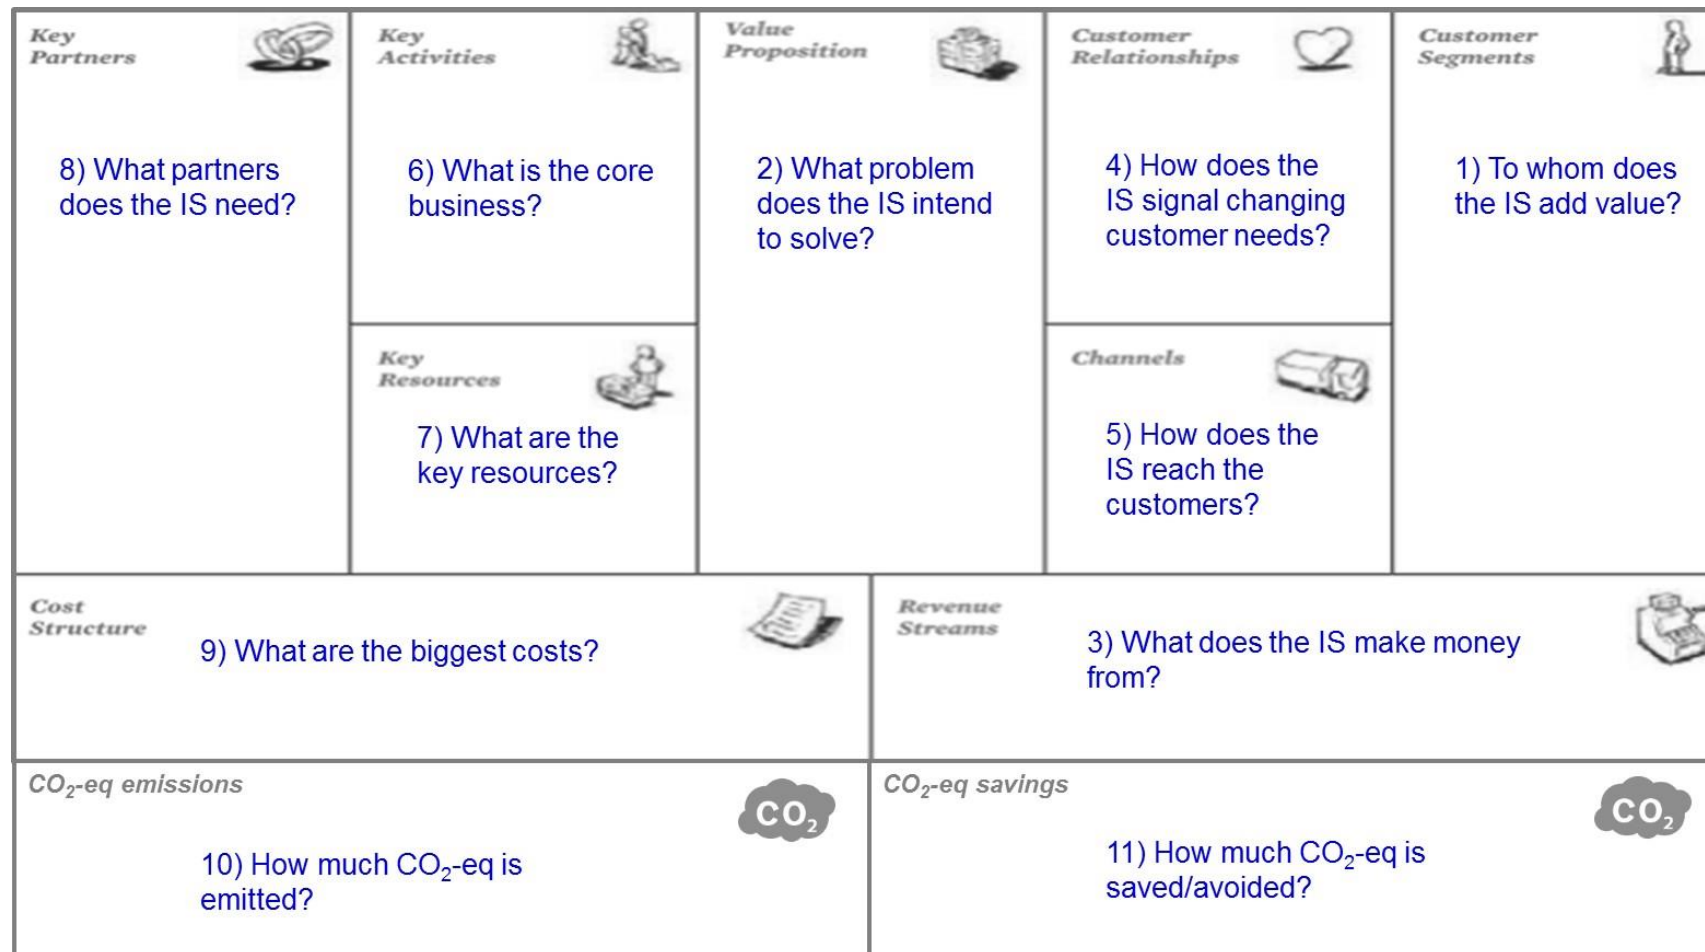 Key
Partners
8) What partners
does the IS need?
Key
Activities
6) What is the core
business?
Key
Resources
7) What are the
key resources?
Value
Proposition
2) What problem
does the IS intend
to solve?
Customer
Relationships
4) How does the
IS signal changing
customer needs?
Channels
5) How does the
IS reach the
customers?
Customer
Segments
1) To whom does
the IS add value?
Cost
Structure
9) What are the biggest costs?
Revenue
Streams
3) What does the IS make money
from?
CO₂-eq emissions
CO₂
10) How much CO₂-eq is
emitted?
CO₂-eq savings
CO₂
11) How much CO₂-eq is
saved/avoided?